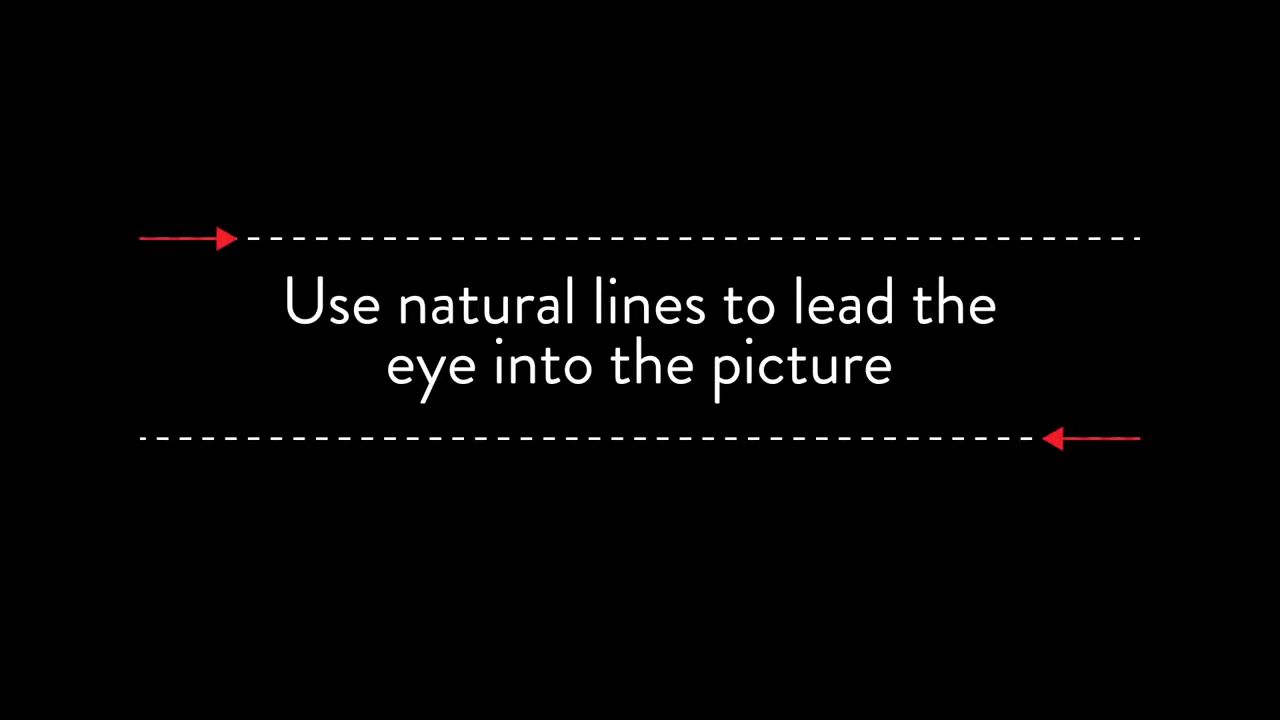 Use natural lines to lead the
eye into the picture